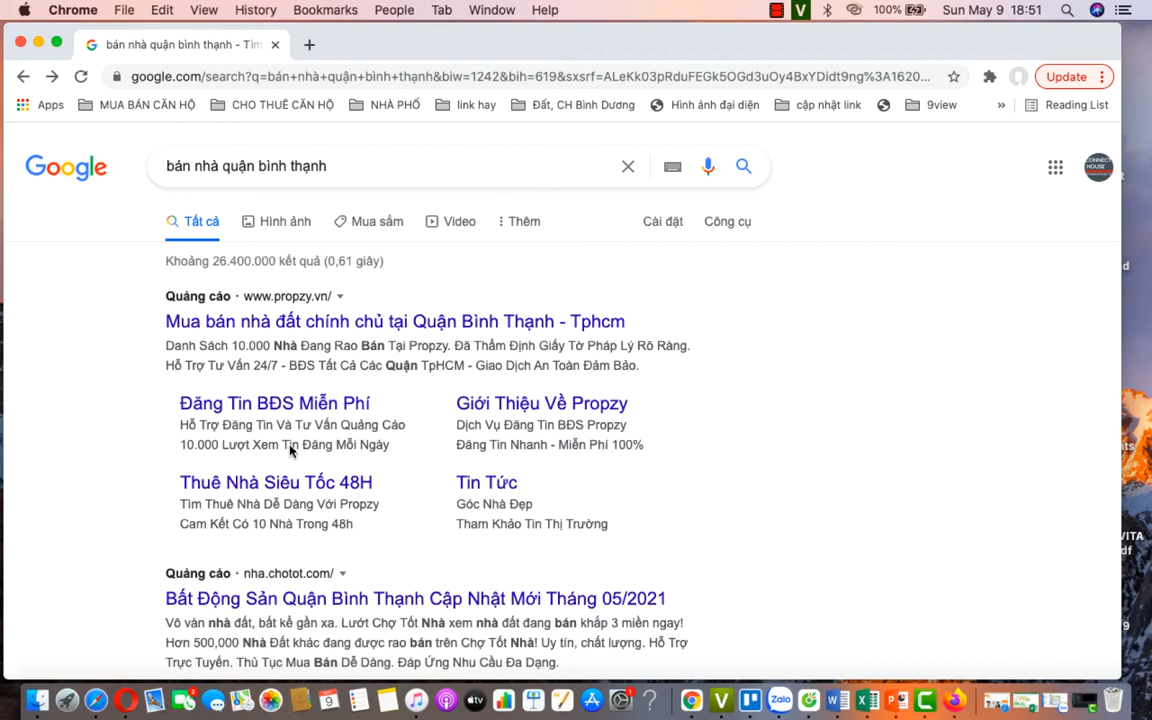 Chrome File Edit View History Bookmarks People Tab Window Help V 100% Sun May 9 18:51
bán nhà quận bình thạnh - Tìm
google.com/search?q=bán+nhà+quận+bình+thạnh&biw=1242&bih=619&sxsrf=ALeKk03pRduFEGk5OGd3uOy4BxYDidt9ng%3A1620... Update
Apps MUA BÁN CĂN HỘ CHO THUÊ CĂN HỘ NHÀ PHỐ link hay Đất, CH Bình Dương Hình ảnh đại diện cập nhật link 9view » Reading List
Google bán nhà quận bình thạnh
CONNECT HOUSE
Tất cả Hình ảnh Mua sắm Video Thêm Cài đặt Công cụ
Khoảng 26.400.000 kết quả (0,61 giây)
Quảng cáo · www.propzy.vn/
Mua bán nhà đất chính chủ tại Quận Bình Thạnh - Tphcm
Danh Sách 10.000 Nhà Đang Rao Bán Tại Propzy. Đã Thẩm Định Giấy Tờ Pháp Lý Rõ Ràng.
Hỗ Trợ Tư Vấn 24/7 - BĐS Tất Cả Các Quận TpHCM - Giao Dịch An Toàn Đảm Bảo.
Đăng Tin BĐS Miễn Phí
Hỗ Trợ Đăng Tin Và Tư Vấn Quảng Cáo
10.000 Lượt Xem Tin Đăng Mỗi Ngày
Giới Thiệu Về Propzy
Dịch Vụ Đăng Tin BĐS Propzy
Đăng Tin Nhanh - Miễn Phí 100%
Thuê Nhà Siêu Tốc 48H
Tìm Thuê Nhà Dễ Dàng Với Propzy
Cam Kết Có 10 Nhà Trong 48h
Tin Tức
Góc Nhà Đẹp
Tham Khảo Tin Thị Trường
Quảng cáo · nha.chotot.com/
Bất Động Sản Quận Bình Thạnh Cập Nhật Mới Tháng 05/2021
Vô vàn nhà đất, bất kể gần xa. Lướt Chợ Tốt Nhà xem nhà đất đang bán khắp 3 miền ngay!
Hơn 500,000 Nhà Đất khác đang được rao bán trên Chợ Tốt Nhà! Uy tín, chất lượng. Hỗ Trợ
Trực Tuyến. Thủ Tục Mua Bán Dễ Dàng. Đáp Ứng Nhu Cầu Đa Dạng.
VITA
df
9
2 9 1 V Zalo